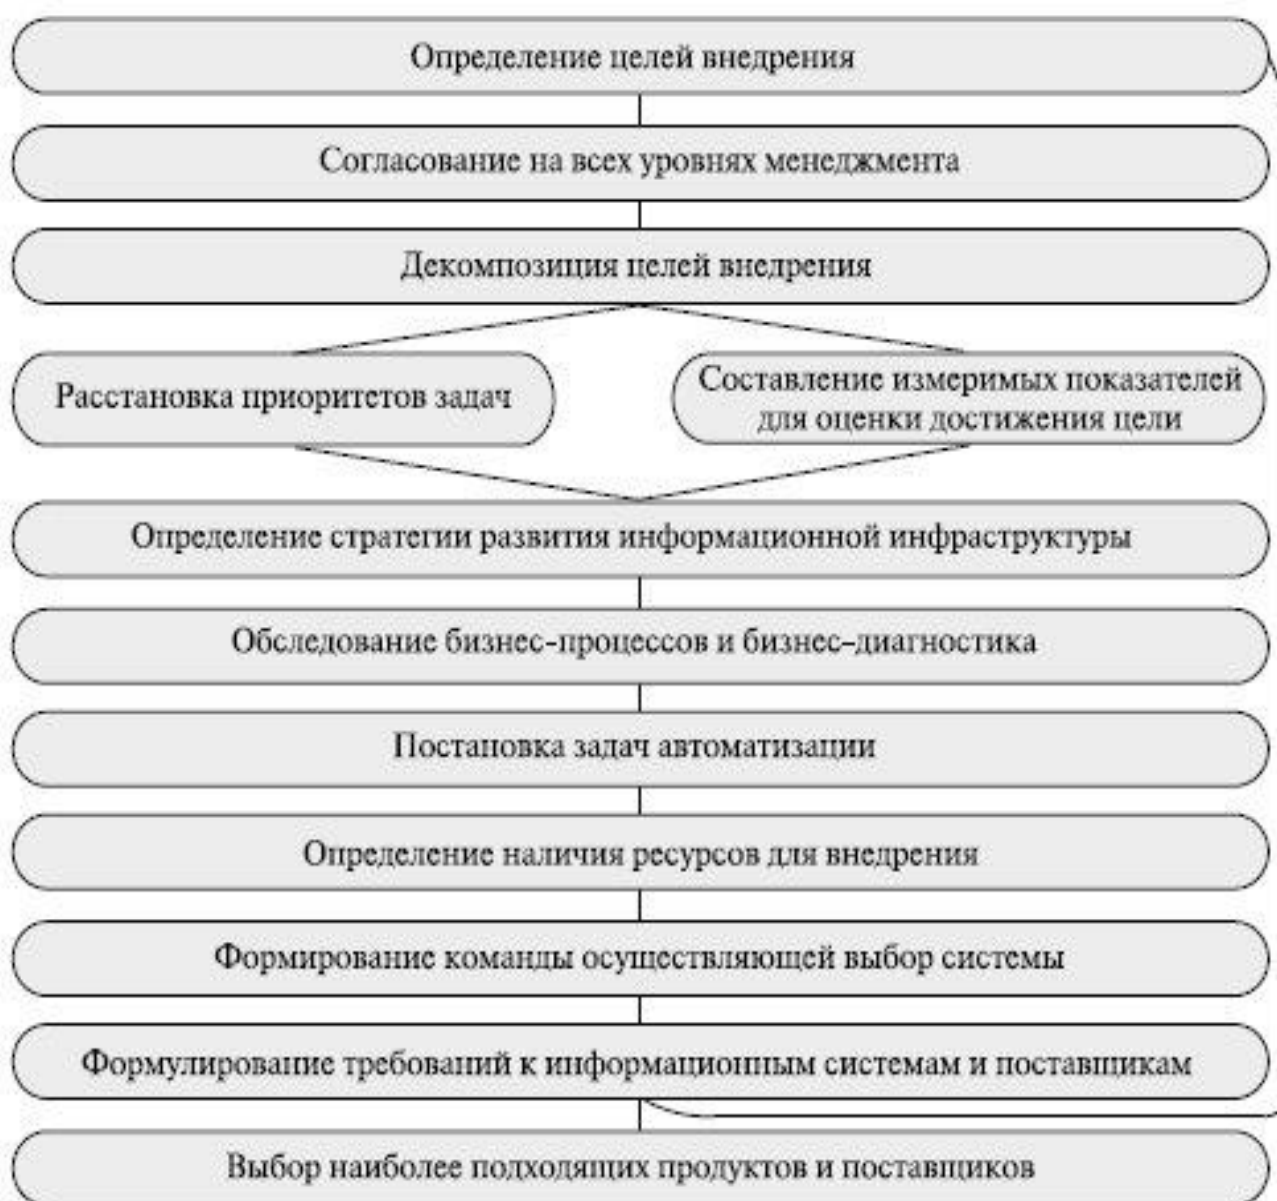 Определение целей внедрения
Согласование на всех уровнях менеджмента
Декомпозиция целей внедрения
Расстановка приоритетов задач
Составление измеримых показателей
для оценки достижения цели
Определение стратегии развития информационной инфраструктуры
Обследование бизнес-процессов и бизнес-диагностика
Постановка задач автоматизации
Определение наличия ресурсов для внедрения
Формирование команды осуществляющей выбор системы
Формулирование требований к информационным системам и поставщикам
Выбор наиболее подходящих продуктов и поставщиков